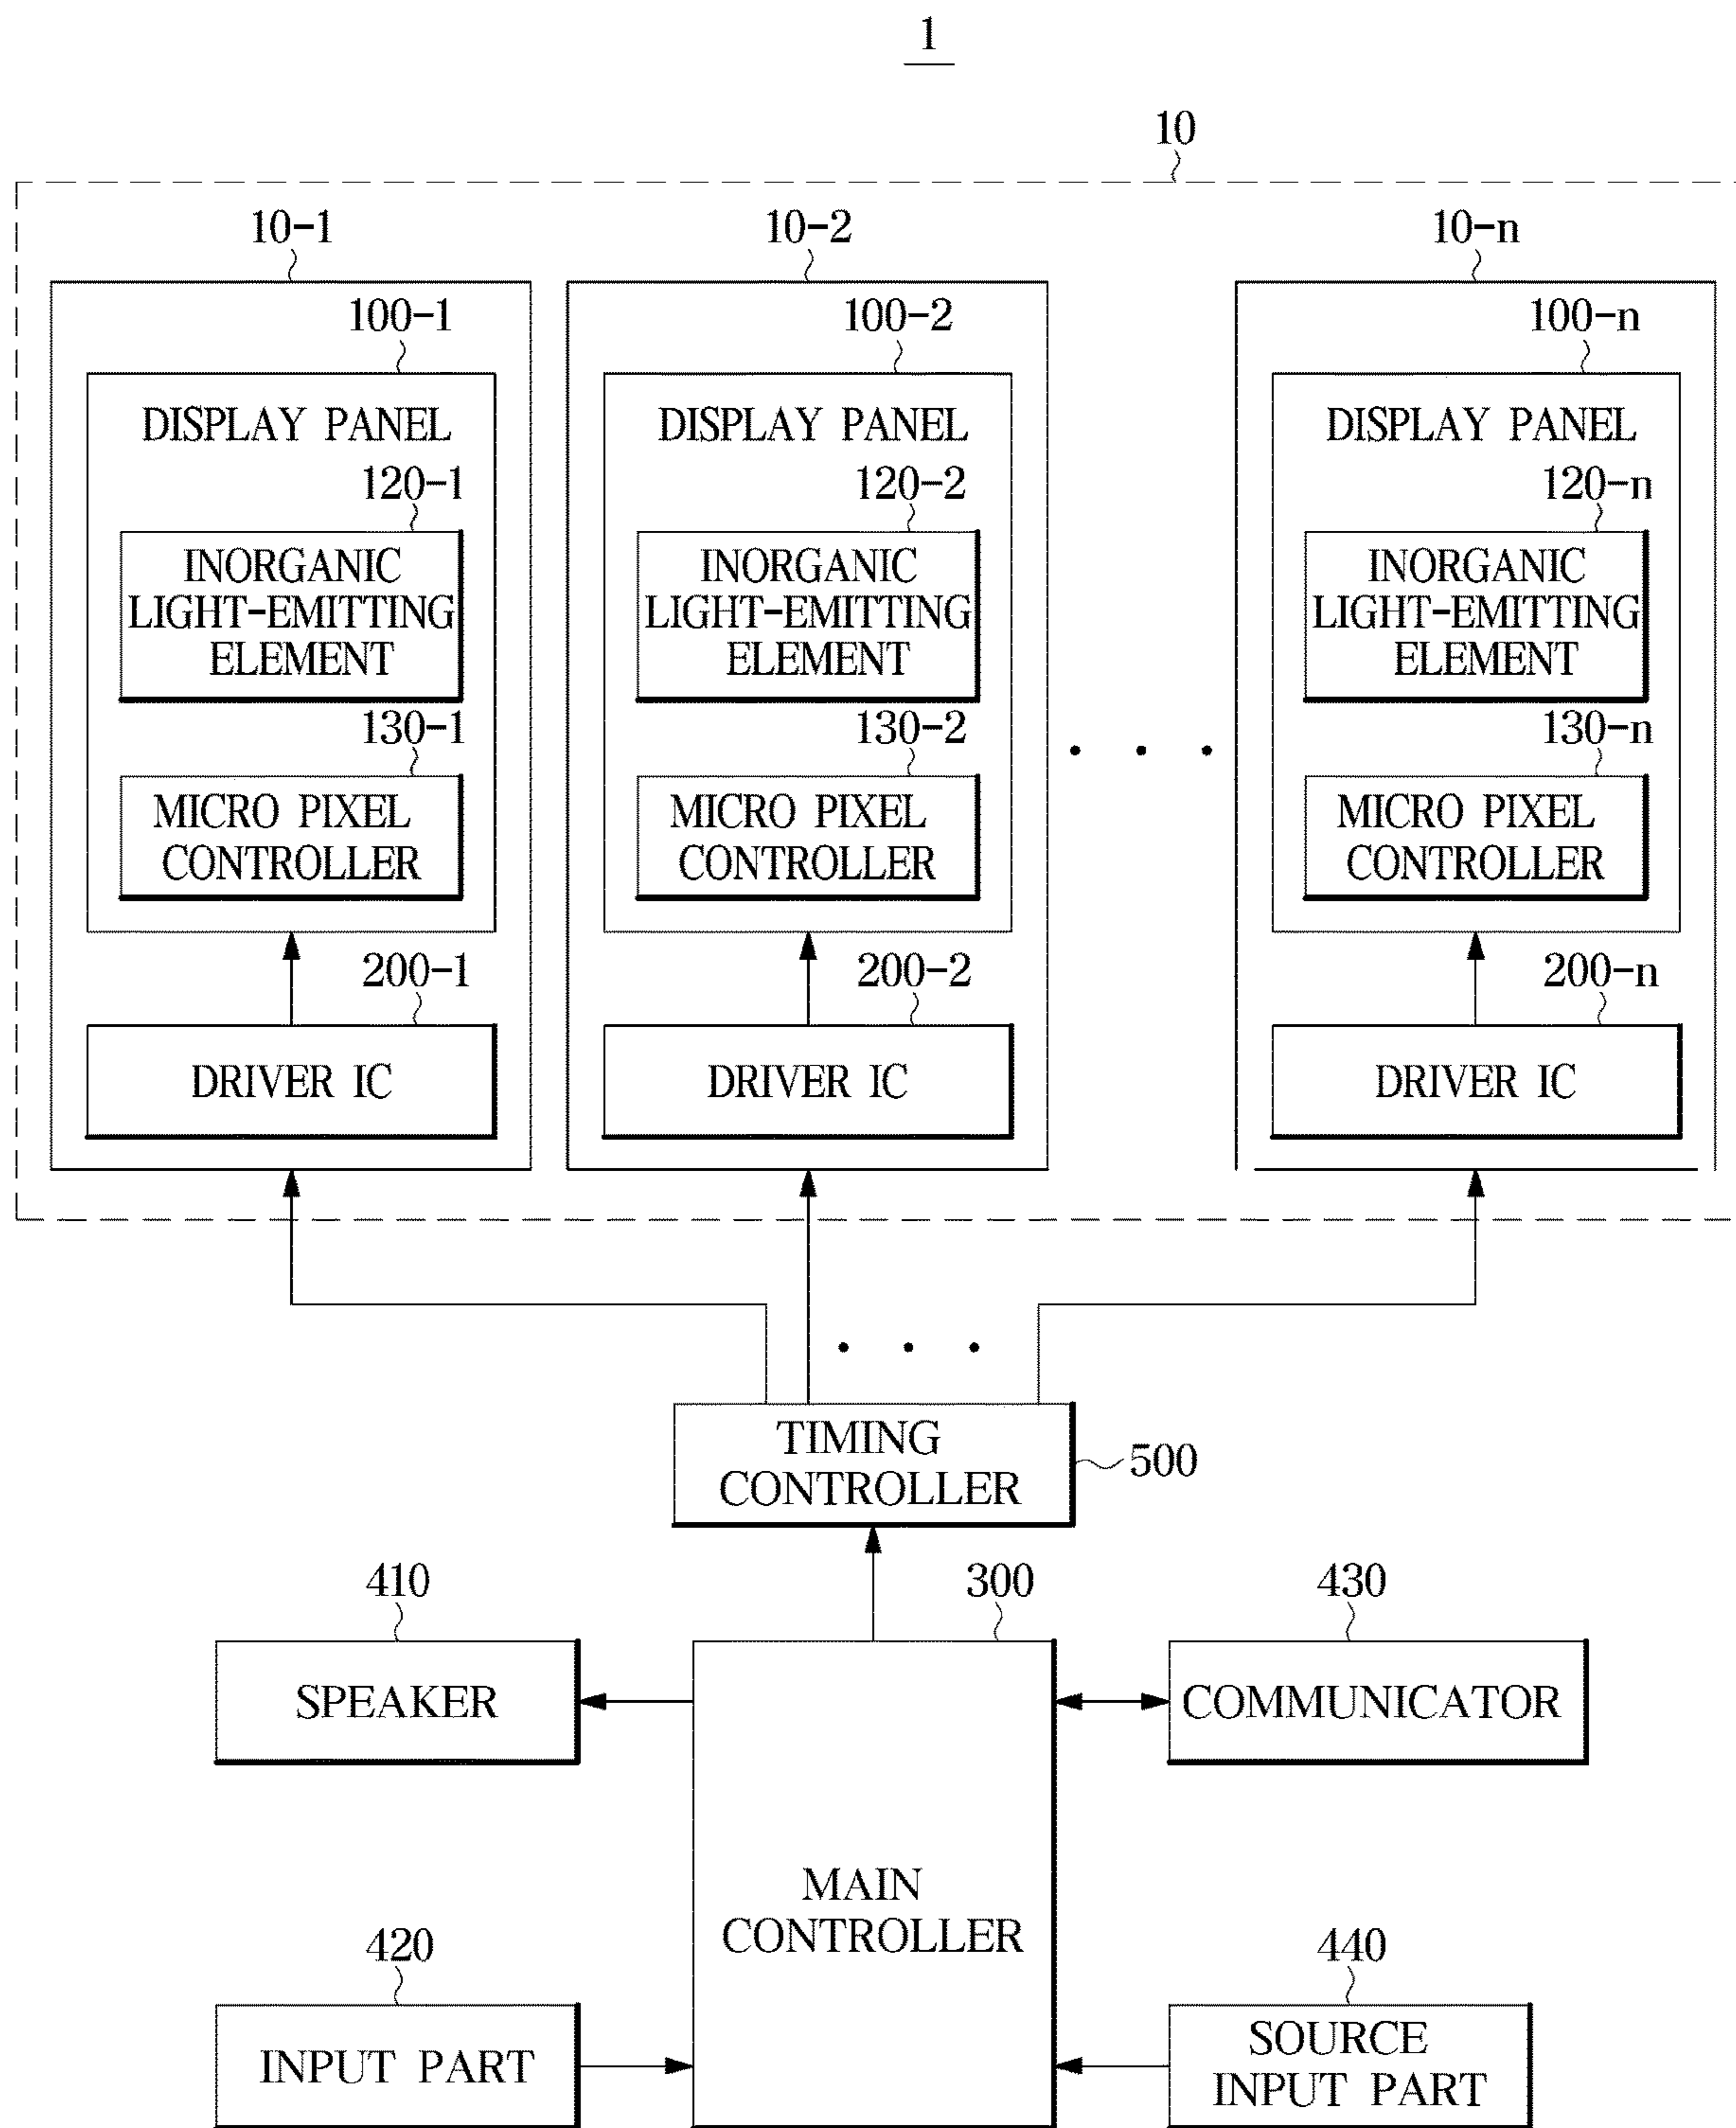 1
10
10-1
10-2
10-n
100-1
100-2
100-n
DISPLAY PANEL
DISPLAY PANEL
DISPLAY PANEL
120-1
120-2
120-n
INORGANIC
LIGHT-EMITTING
ELEMENT
INORGANIC
LIGHT-EMITTING
ELEMENT
INORGANIC
LIGHT-EMITTING
ELEMENT
130-1
130-2
130-n
MICRO PIXEL
CONTROLLER
MICRO PIXEL
CONTROLLER
MICRO PIXEL
CONTROLLER
200-1
200-2
200-n
DRIVER IC
DRIVER IC
DRIVER IC
TIMING
CONTROLLER
500
410
300
430
SPEAKER
COMMUNICATOR
MAIN
CONTROLLER
420
440
INPUT PART
SOURCE
INPUT PART